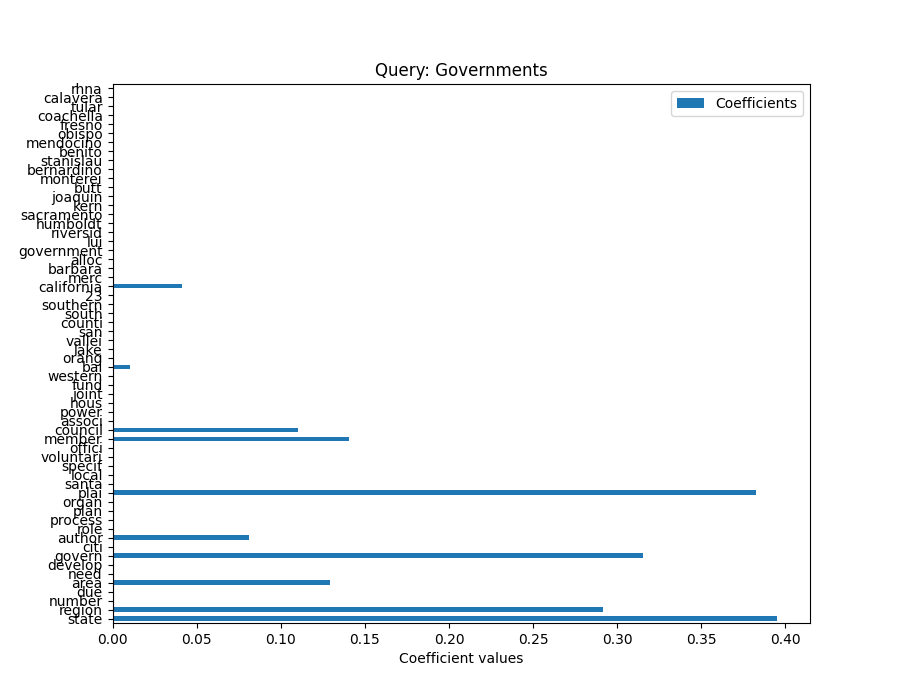 Query: Governments
Coefficients
rhna
calavera
tular
coachella
fresno
obispo
mendocino
benito
stanislau
bernardino
monterei
butt
joaquin
kern
sacramento
humboldt
riversid
lui
government
alloc
barbara
merc
california
23
southern
south
counti
san
vallei
lake
orang
bai
western
fund
joint
hous
power
associ
council
member
offici
voluntari
specif
local
santa
plai
organ
plan
process
role
author
citi
govern
develop
need
area
due
number
region
state
0.00 0.05 0.10 0.15 0.20 0.25 0.30 0.35 0.40
Coefficient values